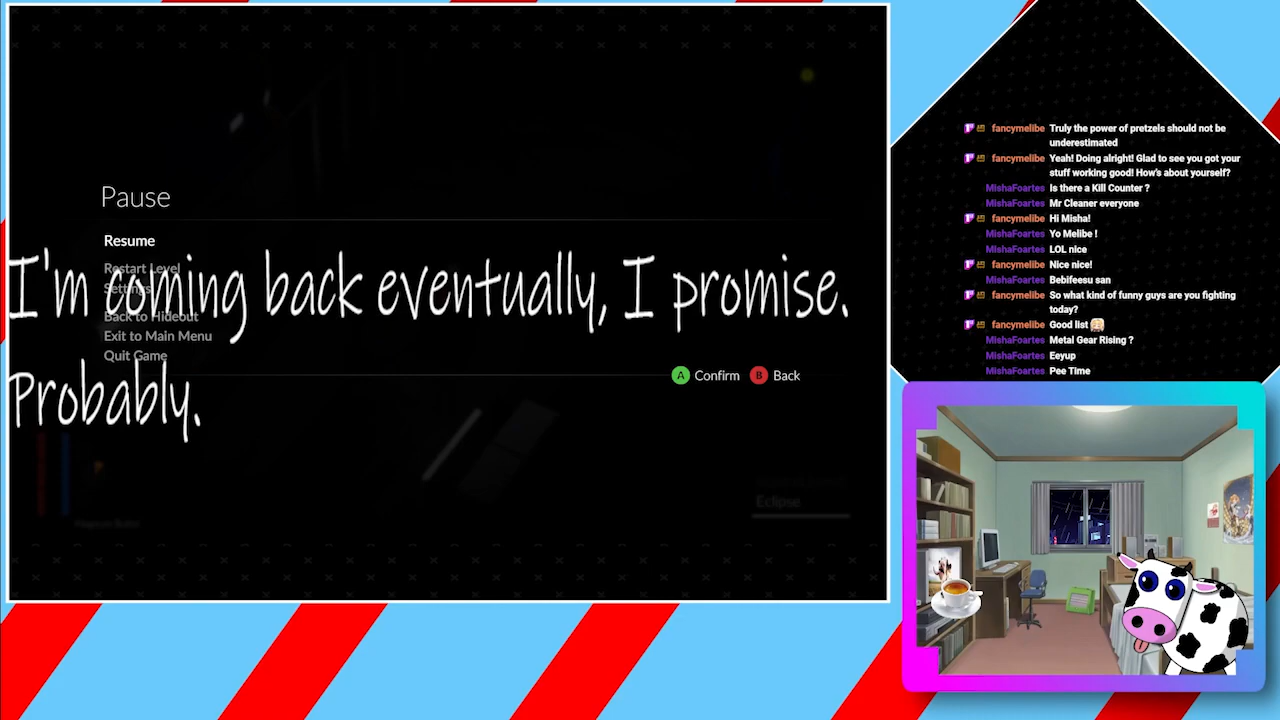 Pause
Resume
Restart Level
Settings
Back to Hideout
Exit to Main Menu
Quit Game
I'm coming back eventually, I promise.
Probably.
A Confirm B Back
Eclipse
fancymelibe Truly the power of pretzels should not be
underestimated
fancymelibe Yeah! Doing alright! Glad to see you got your
stuff working good! How's about yourself?
MishaFoartes Is there a Kill Counter ?
MishaFoartes Mr Cleaner everyone
fancymelibe Hi Misha!
MishaFoartes Yo Melibe !
MishaFoartes LOL nice
fancymelibe Nice nice!
MishaFoartes Bebifeesu san
fancymelibe So what kind of funny guys are you fighting
today?
fancymelibe Good list
MishaFoartes Metal Gear Rising ?
MishaFoartes Eeyup
MishaFoartes Pee Time